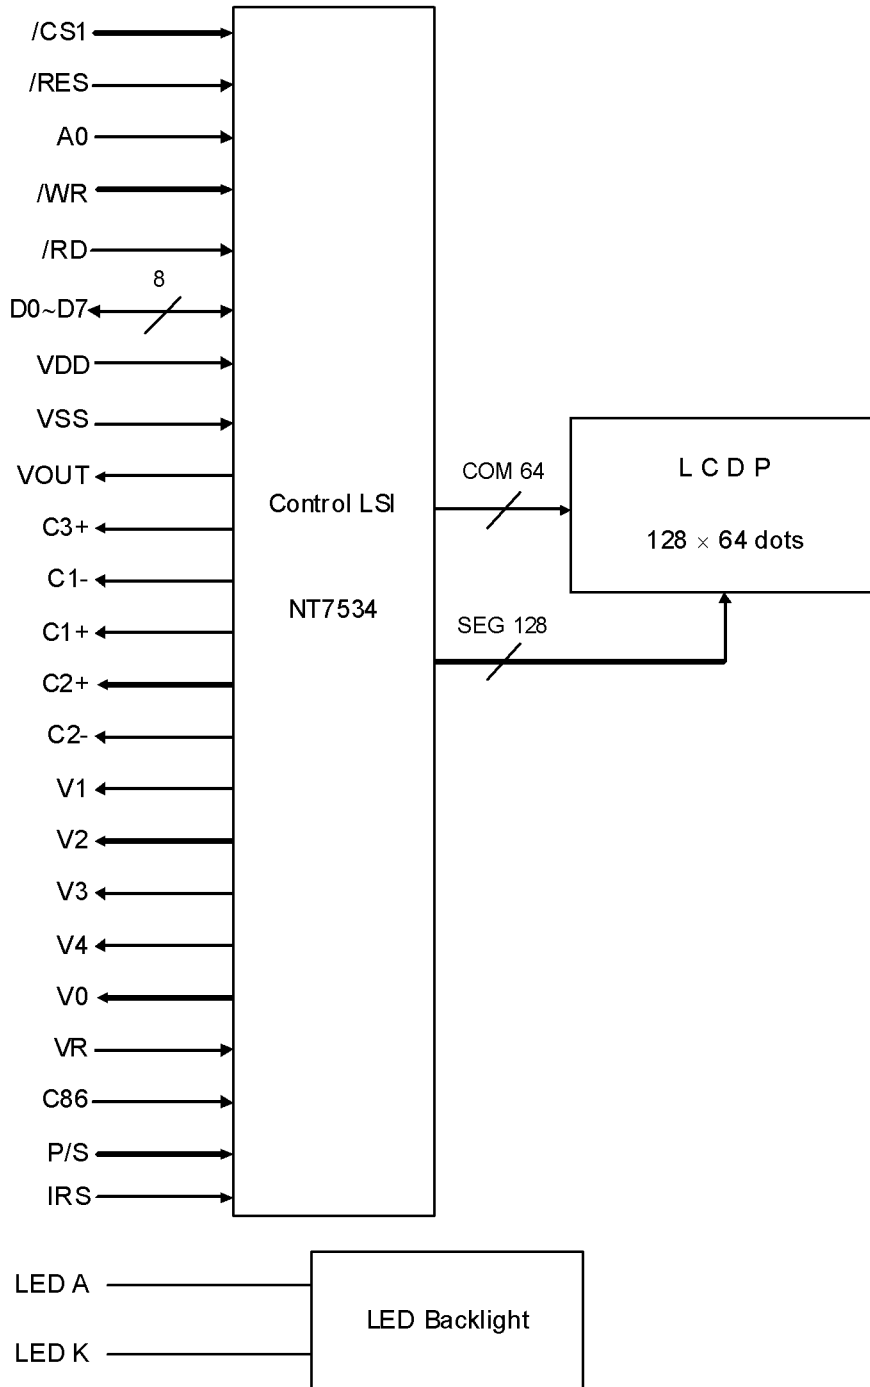 /CS1
/RES
A0
/WR
/RD
8
D0~D7
VDD
VSS
VOUT
C3+
C1-
C1+
C2+
C2-
V1
V2
V3
V4
V0
VR
C86
P/S
IRS
Control LSI
NT7534
COM 64
SEG 128
L C D P
128 × 64 dots
LED A
LED K
LED Backlight